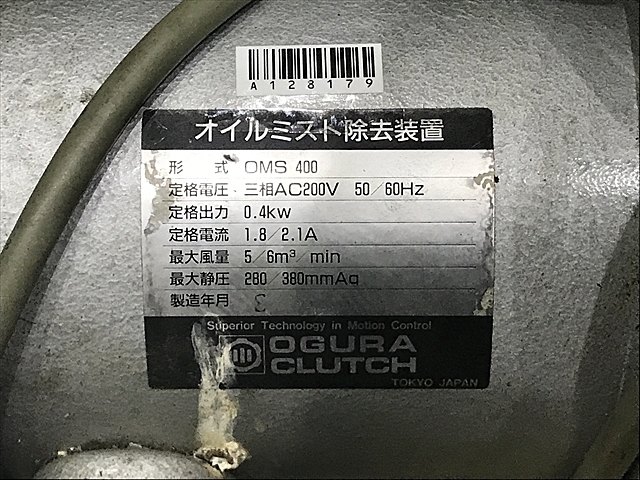 A128179
オイルミスト除去装置
形 式 OMS 400
定格電圧 三相AC200V 50/60Hz
定格出力 0.4kw
定格電流 1.8/2.1A
最大風量 5/6m³/min
最大静圧 280/380mmAq
製造年月
Superior Technology in Motion Control
OGURA
CLUTCH
TOKYO JAPAN